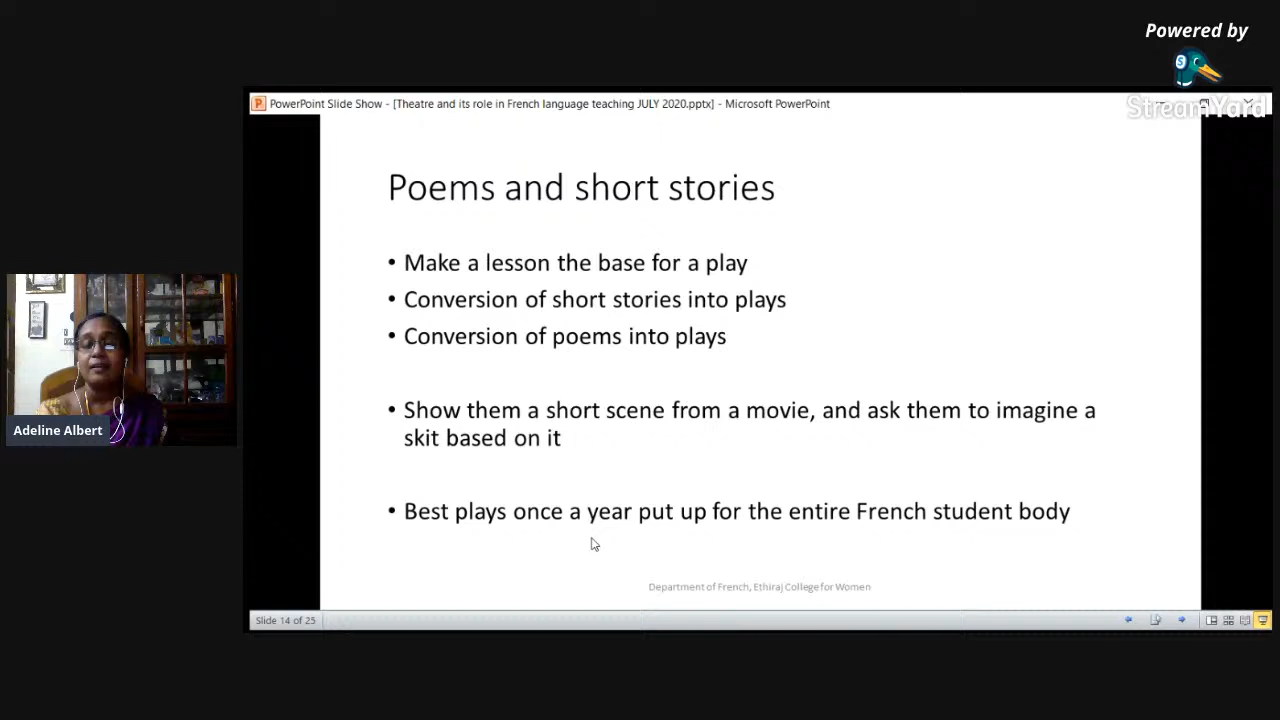 Powered by
StreamYard
PowerPoint Slide Show - [Theatre and its role in French language teaching JULY 2020.pptx] - Microsoft PowerPoint
Poems and short stories
• Make a lesson the base for a play
• Conversion of short stories into plays
• Conversion of poems into plays
• Show them a short scene from a movie, and ask them to imagine a
skit based on it
• Best plays once a year put up for the entire French student body
Department of French, Ethiraj College for Women
Adeline Albert
Slide 14 of 25